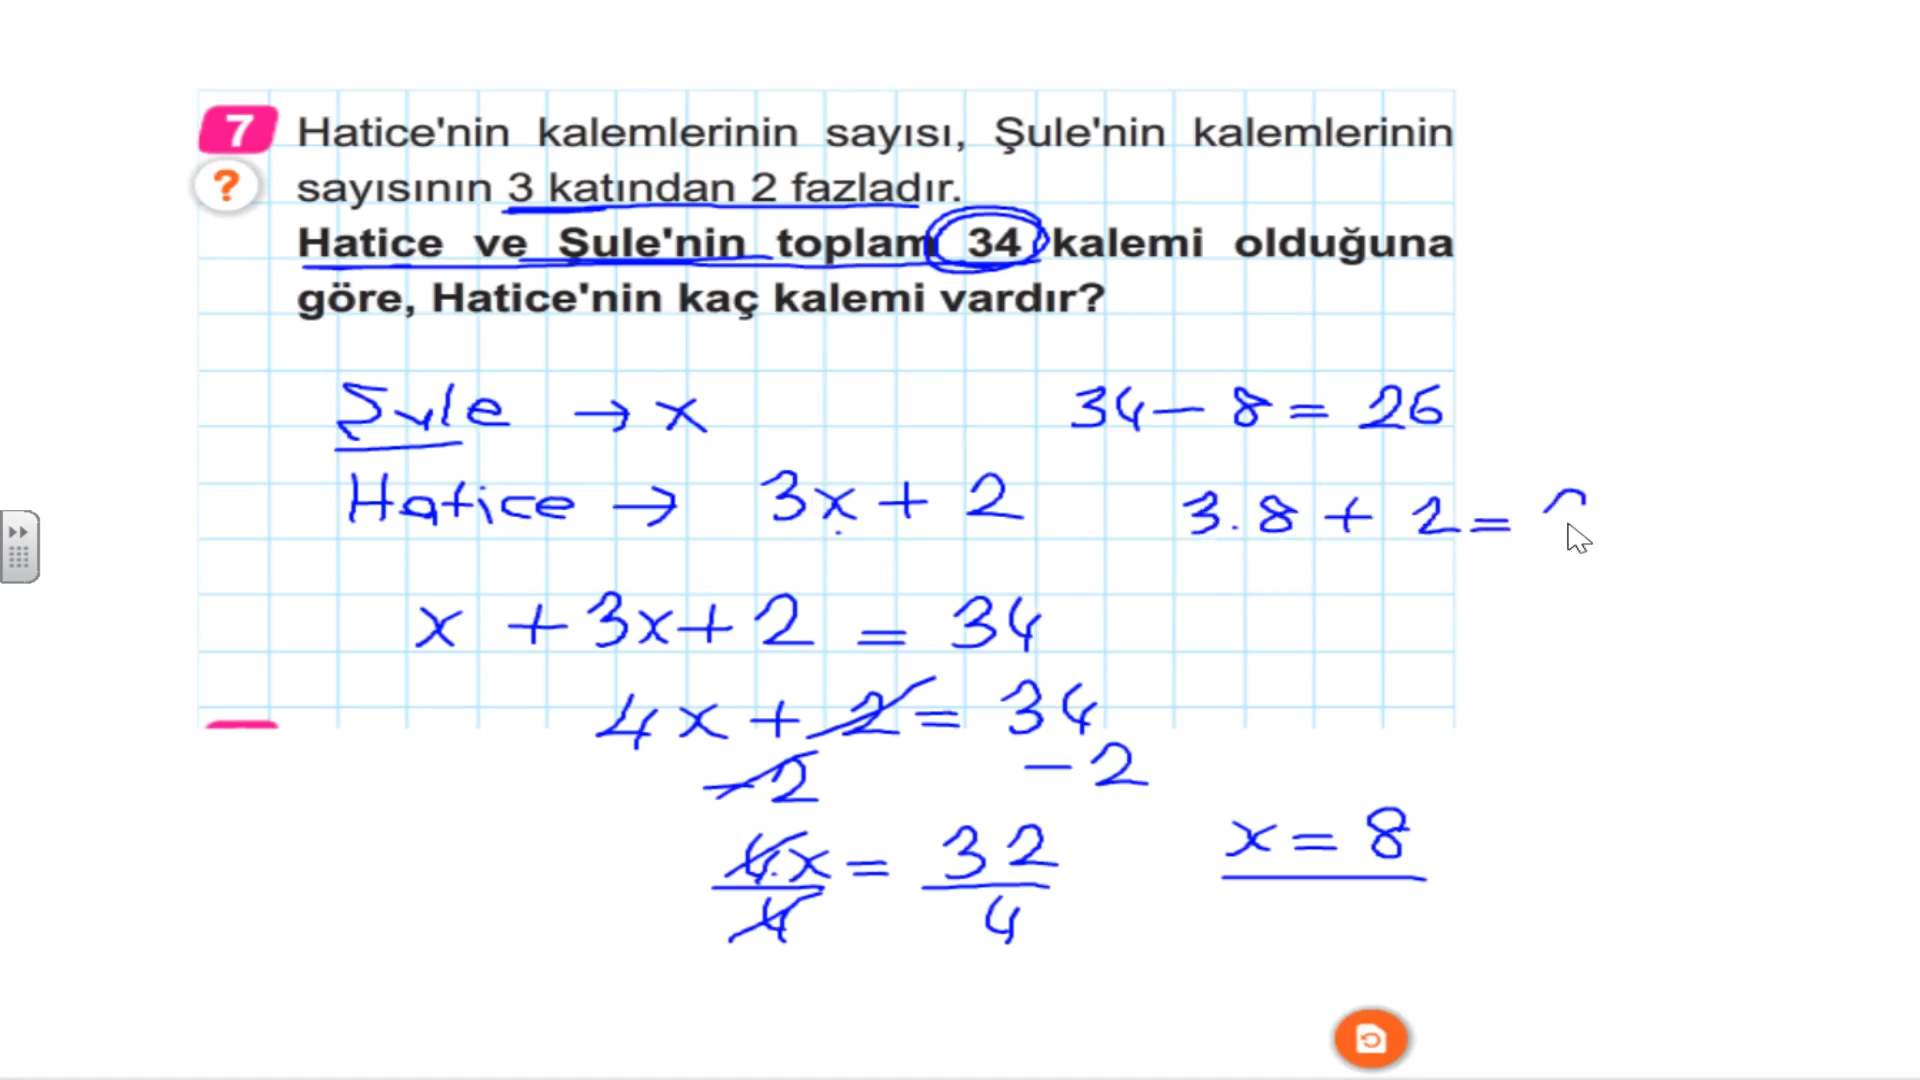 7 Hatice'nin kalemlerinin sayısı, Şule'nin kalemlerinin
? sayısının 3 katından 2 fazladır.
Hatice ve Şule'nin toplam 34 kalemi olduğuna
göre, Hatice'nin kaç kalemi vardır?
Şule → x
34 - 8 = 26
Hatice → 3x + 2
3.8 + 2 =
x + 3x + 2 = 34
4x + 2 = 34
-2 -2
4.x = 32
4 4
x = 8